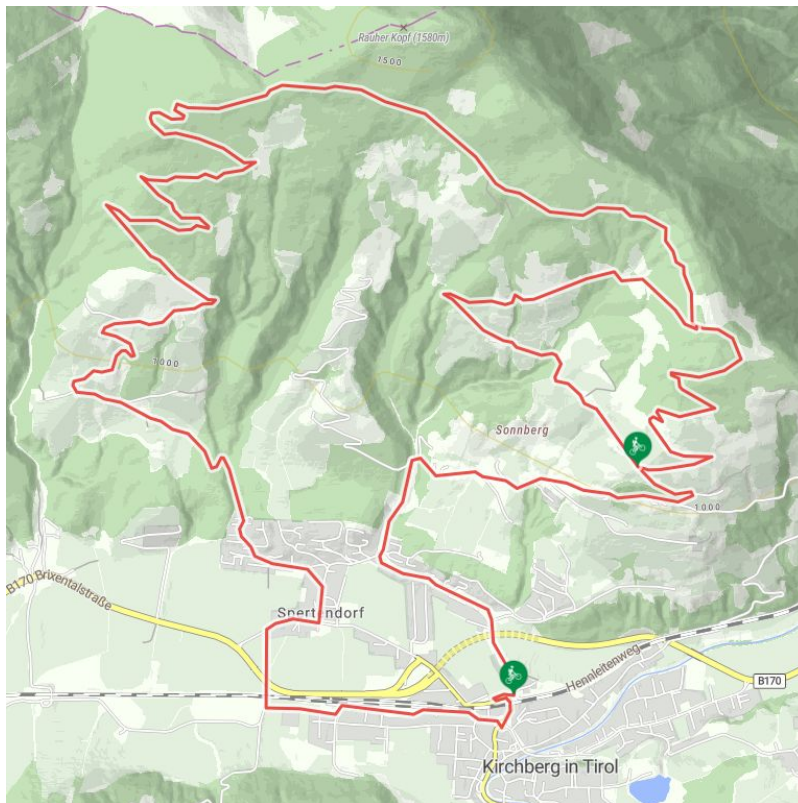 Rauher Kopf (1580m)
1500
1000
Sonnberg
1000
B170 Brixentalstraße
Spertendorf
Hennleitenweg
B170
Kirchberg in Tirol